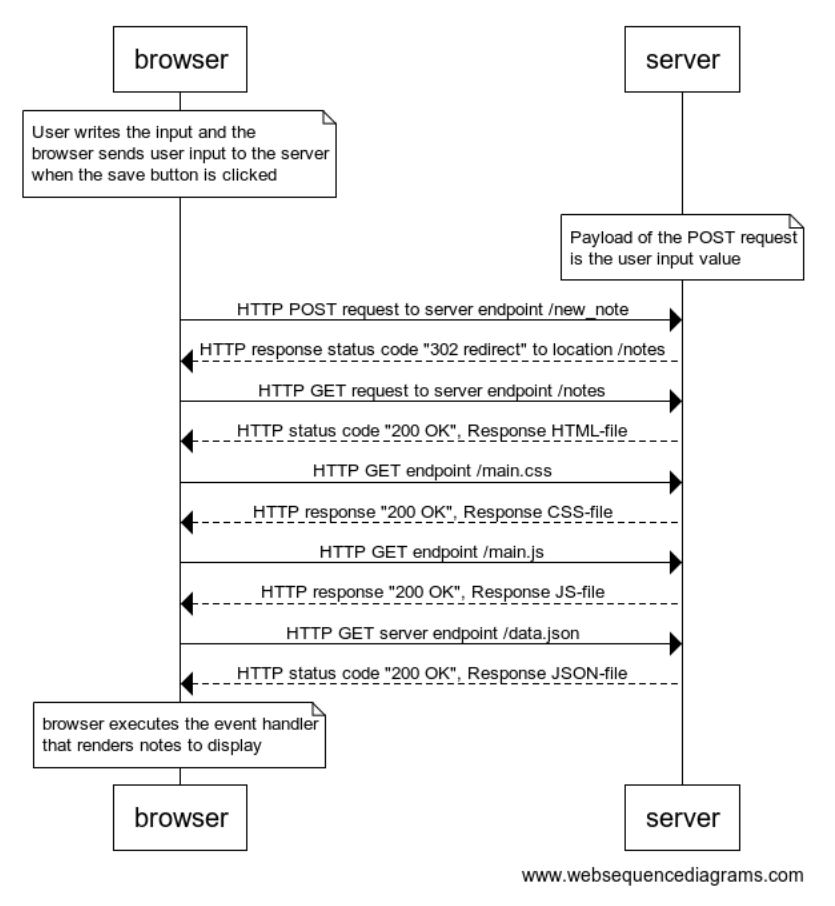 browser
server
User writes the input and the
browser sends user input to the server
when the save button is clicked
Payload of the POST request
is the user input value
HTTP POST request to server endpoint /new_note
HTTP response status code "302 redirect" to location /notes
HTTP GET request to server endpoint /notes
HTTP status code "200 OK", Response HTML-file
HTTP GET endpoint /main.css
HTTP response "200 OK", Response CSS-file
HTTP GET endpoint /main.js
HTTP response "200 OK", Response JS-file
HTTP GET server endpoint /data.json
HTTP status code "200 OK", Response JSON-file
browser executes the event handler
that renders notes to display
browser
server
www.websequencediagrams.com